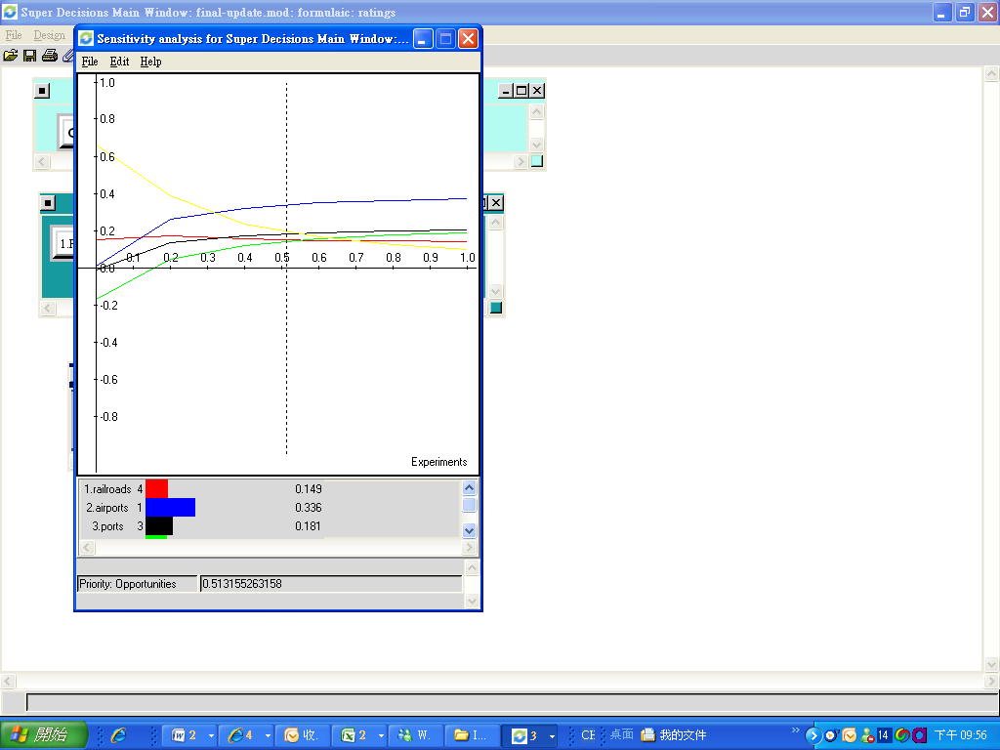 Super Decisions Main Window: final-update.mod: formulaic: ratings
File Design
Sensitivity analysis for Super Decisions Main Window:...
File Edit Help
1.0
0.8
0.6
0.4
0.2
0.0
-0.2
-0.4
-0.6
-0.8
0.1 0.2 0.3 0.4 0.5 0.6 0.7 0.8 0.9 1.0
Experiments
1.railroads 4 0.149
2.airports 1 0.336
3.ports 3 0.181
Priority: Opportunities 0.513155263158
開始 2 4 收. 2 W. I... 3 CH 桌面 我的文件 » 14 下午 09:56